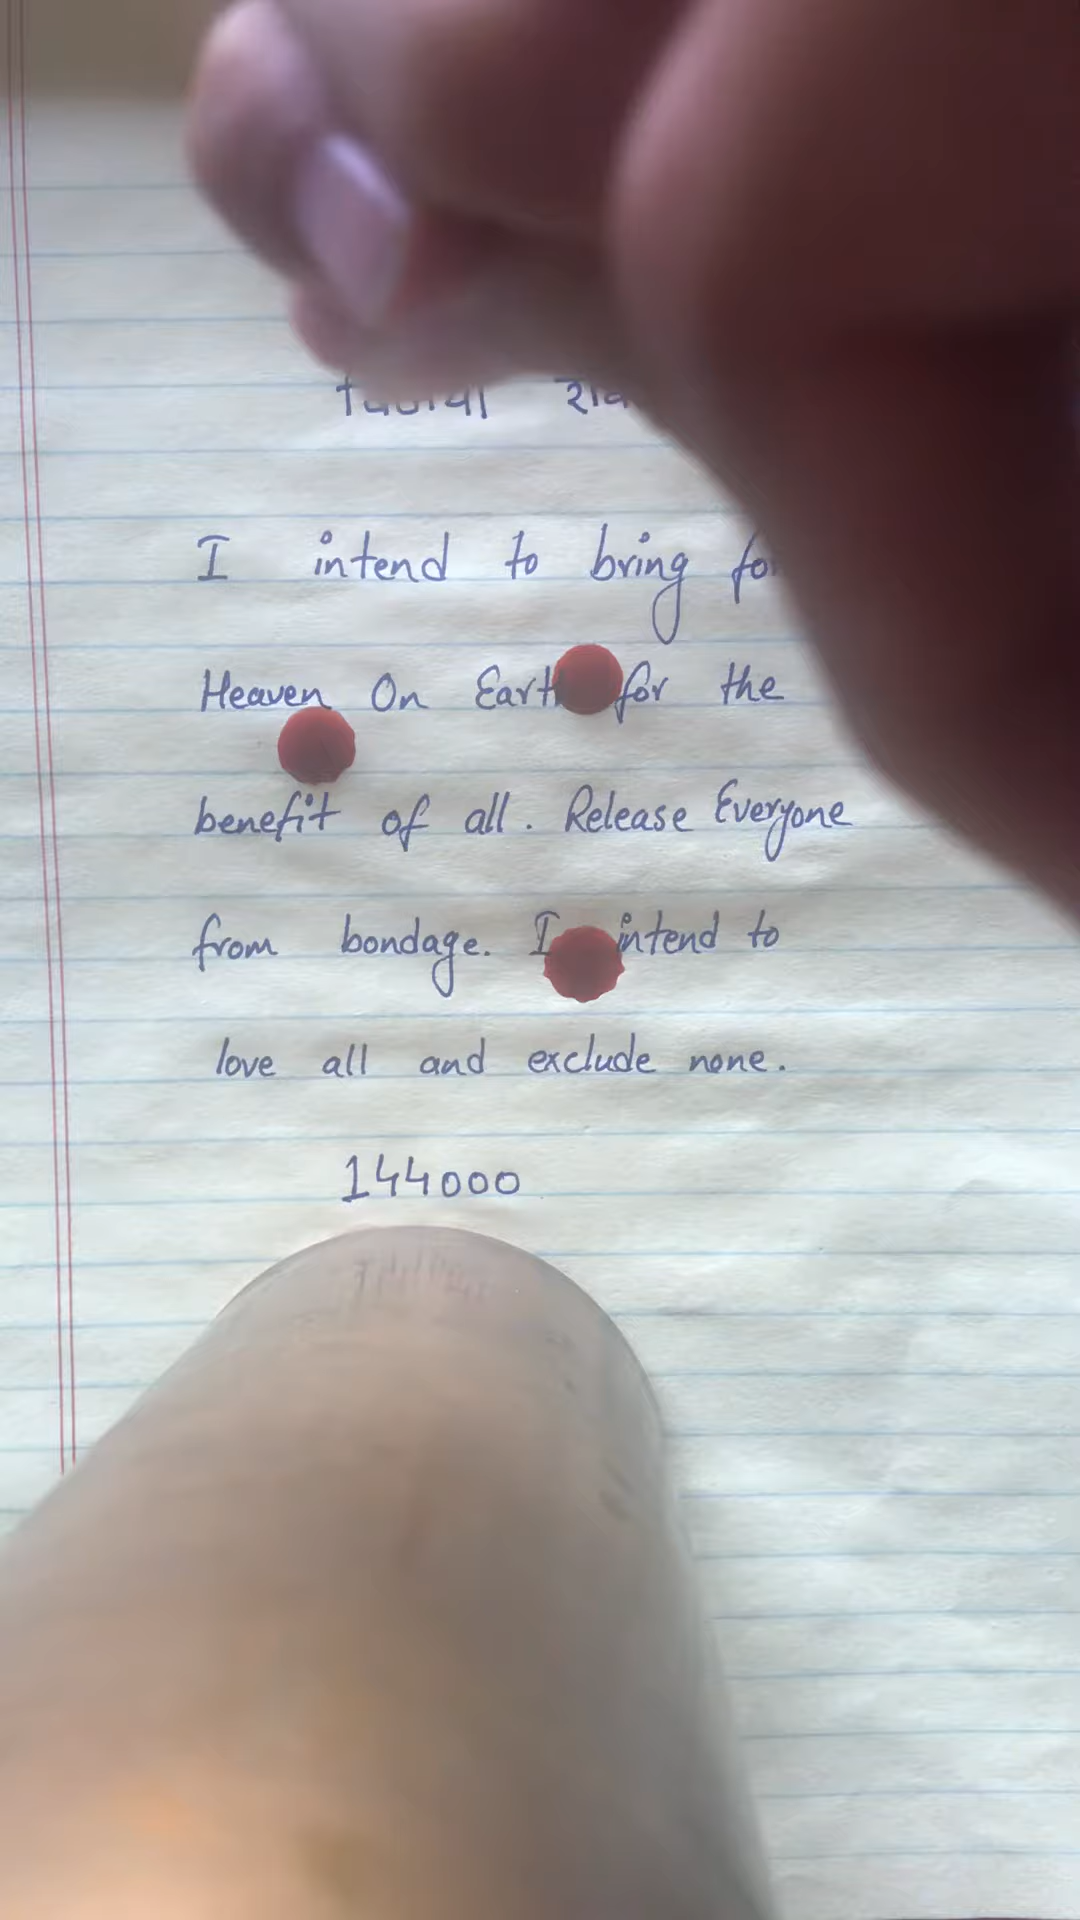 I intend to bring
Heaven On Earth for the
benefit of all. Release Everyone
from bondage. I intend to
love all and exclude none.
144000